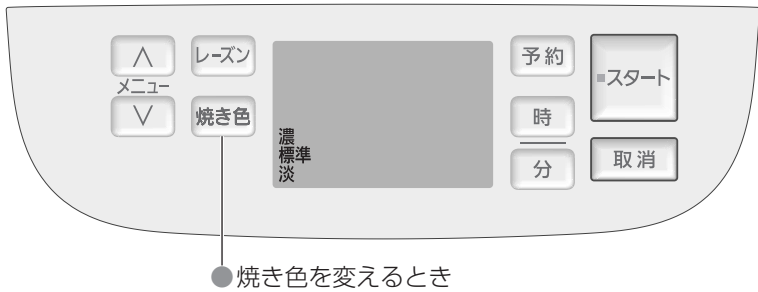 ∧
メニュー
∨
レーズン
焼き色
濃
標準
淡
予約
時
分
スタート
取消
●焼き色を変えるとき